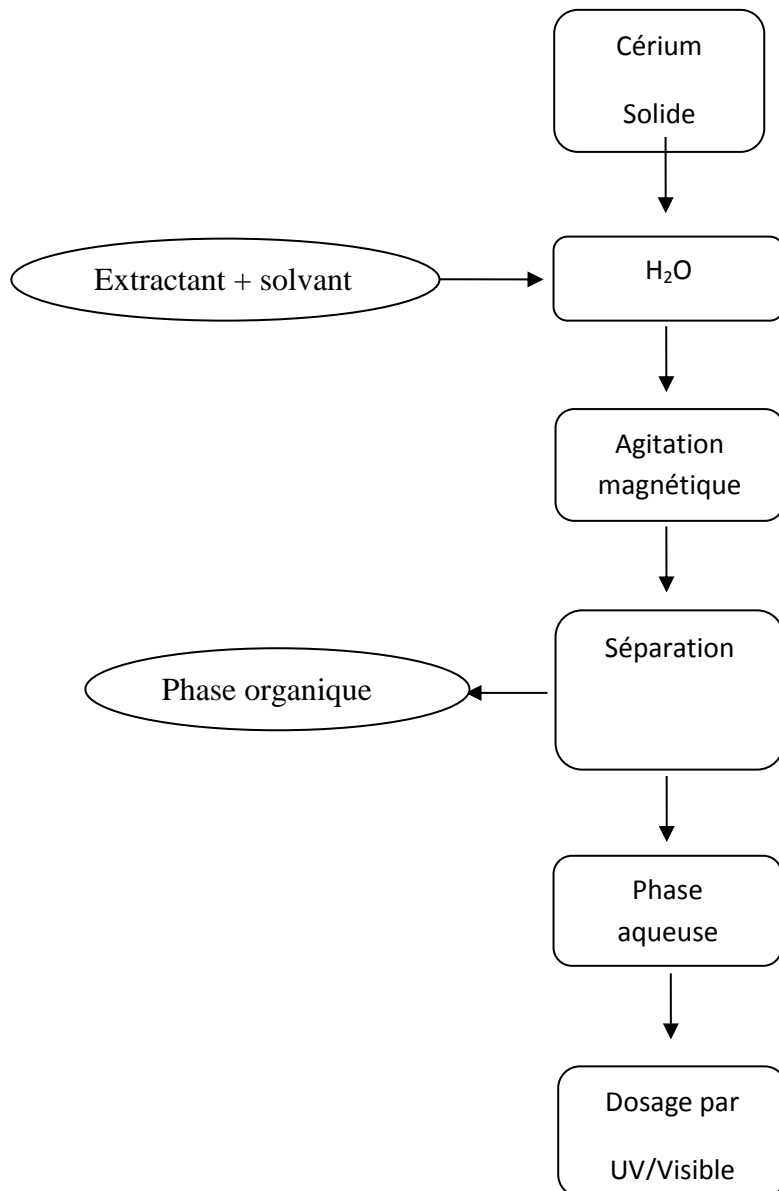 Cérium
Solide
Extractant + solvant
H₂O
Agitation
magnétique
Séparation
Phase organique
Phase
aqueuse
Dosage par
UV/Visible